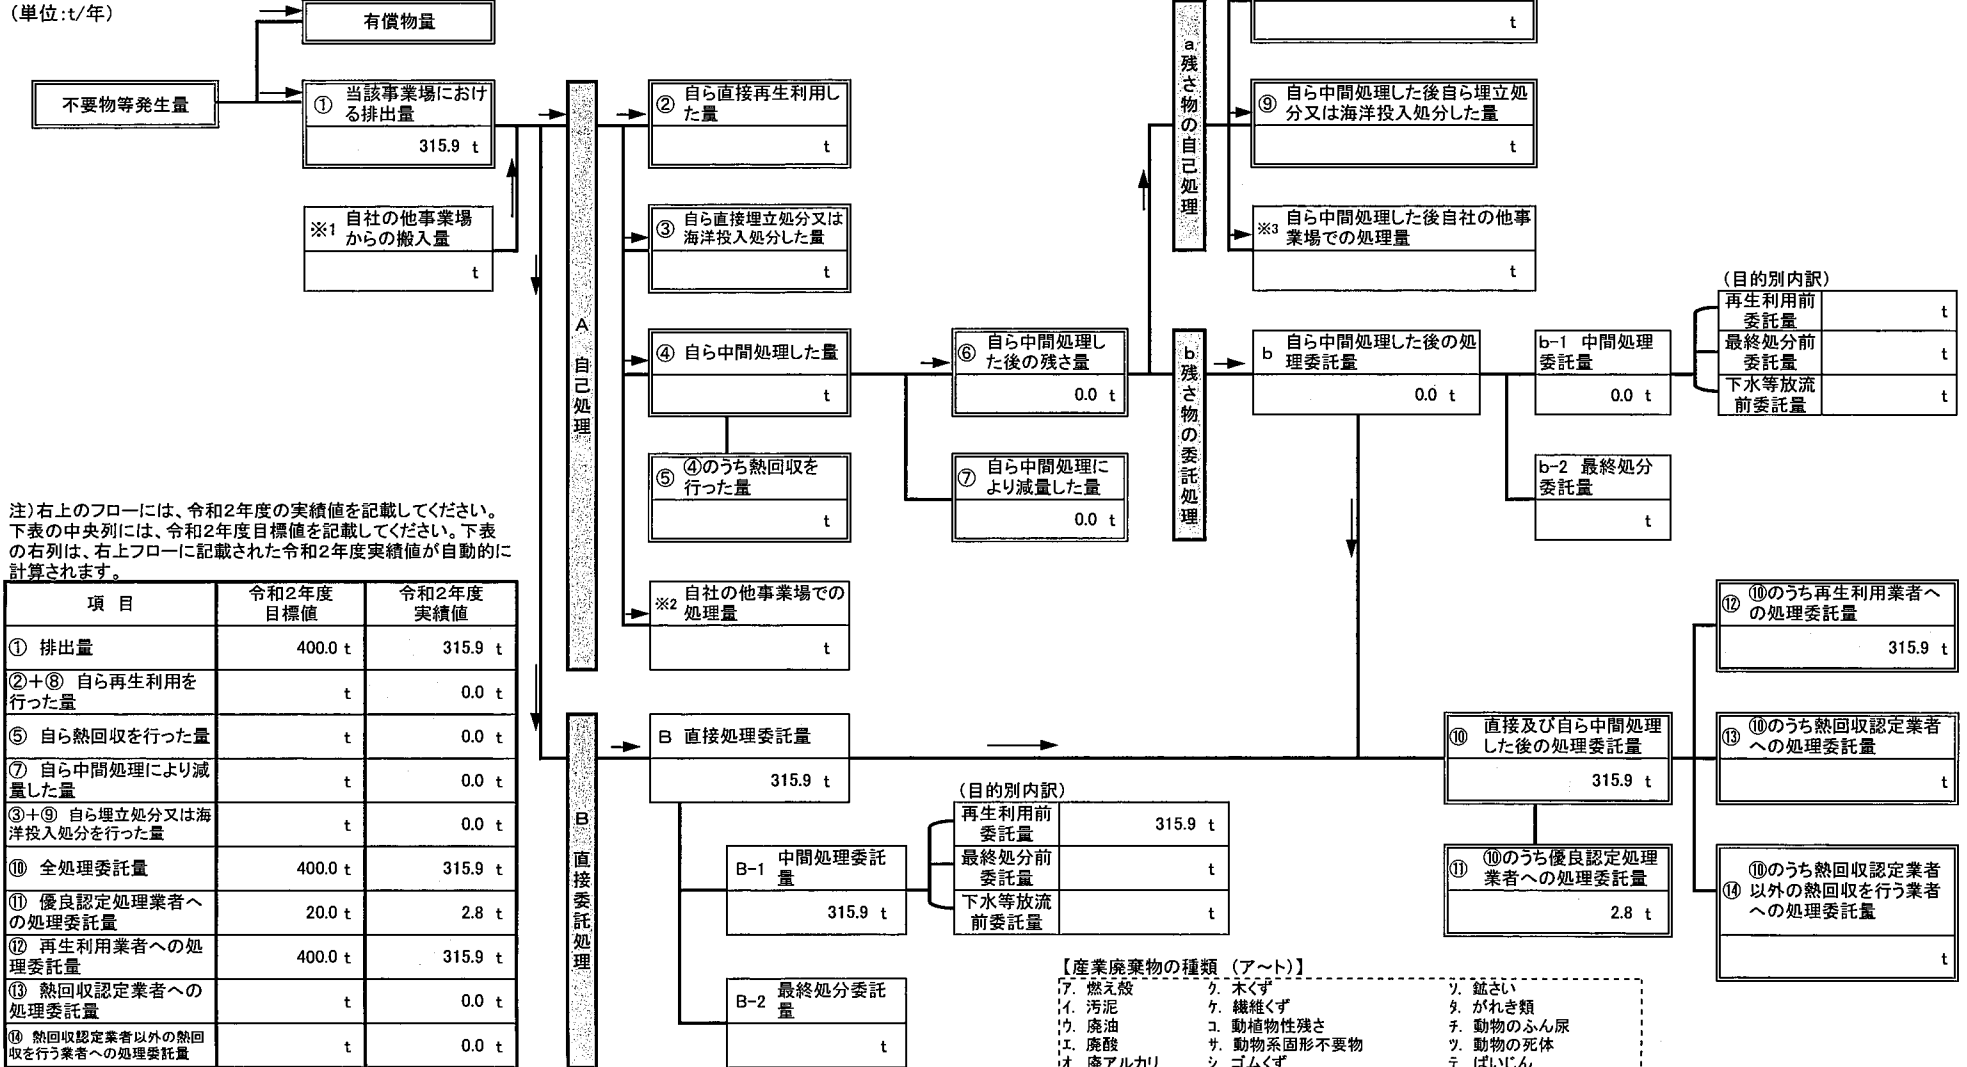 (単位:t/年)
有償物量
不要物等発生量
① 当該事業場におけ
る排出量
315.9 t
※1 自社の他事業場
からの搬入量
t
A 自己処理
② 自ら直接再生利用し
た量
t
③ 自ら直接埋立処分又は
海洋投入処分した量
t
④ 自ら中間処理した量
t
⑤ ④のうち熱回収を
行った量
t
※2 自社の他事業場での
処理量
t
⑥ 自ら中間処理し
た後の残さ量
0.0 t
⑦ 自ら中間処理に
より減量した量
0.0 t
a 残さ物の自己処理
t
⑨ 自ら中間処理した後自ら埋立処
分又は海洋投入処分した量
t
※3 自ら中間処理した後自社の他事
業場での処理量
t
b 残さ物の委託処理
b 自ら中間処理した後の処
理委託量
0.0 t
b-1 中間処理
委託量
0.0 t
b-2 最終処分
委託量
t
(目的別内訳)
再生利用前
委託量
t
最終処分前
委託量
t
下水等放流
前委託量
t
注)右上のフローには、令和2年度の実績値を記載してください。
下表の中央列には、令和2年度目標値を記載してください。下表
の右列は、右上フローに記載された令和2年度実績値が自動的に
計算されます。
項 目 令和2年度 令和2年度
目標値 実績値
① 排出量 400.0 t 315.9 t
②+⑧ 自ら再生利用を
行った量 t 0.0 t
⑤ 自ら熱回収を行った量 t 0.0 t
⑦ 自ら中間処理により減
量した量 t 0.0 t
③+⑨ 自ら埋立処分又は海
洋投入処分を行った量 t 0.0 t
⑩ 全処理委託量 400.0 t 315.9 t
⑪ 優良認定処理業者へ
の処理委託量 20.0 t 2.8 t
⑫ 再生利用業者への処
理委託量 400.0 t 315.9 t
⑬ 熱回収認定業者への
処理委託量 t 0.0 t
⑭ 熱回収認定業者以外の熱回
収を行う業者への処理委託量 t 0.0 t
B 直接委託処理
B 直接処理委託量
315.9 t
B-1 中間処理委託
量
315.9 t
B-2 最終処分委託
量
t
(目的別内訳)
再生利用前
委託量
315.9 t
最終処分前
委託量
t
下水等放流
前委託量
t
⑩ 直接及び自ら中間処理
した後の処理委託量
315.9 t
⑪ ⑩のうち優良認定処理
業者への処理委託量
2.8 t
⑫ ⑩のうち再生利用業者へ
の処理委託量
315.9 t
⑬ ⑩のうち熱回収認定業者
への処理委託量
t
⑭ ⑩のうち熱回収認定業者
以外の熱回収を行う業者
への処理委託量
t
【産業廃棄物の種類 (ア~ト)】
ア. 燃え殻 ク. 木くず ソ. 鉱さい
イ. 汚泥 ケ. 繊維くず タ. がれき類
ウ. 廃油 コ. 動植物性残さ チ. 動物のふん尿
エ. 廃酸 サ. 動物系固形不要物 ツ. 動物の死体
オ. 廃アルカリ シ. ゴムくず テ. ばいじん